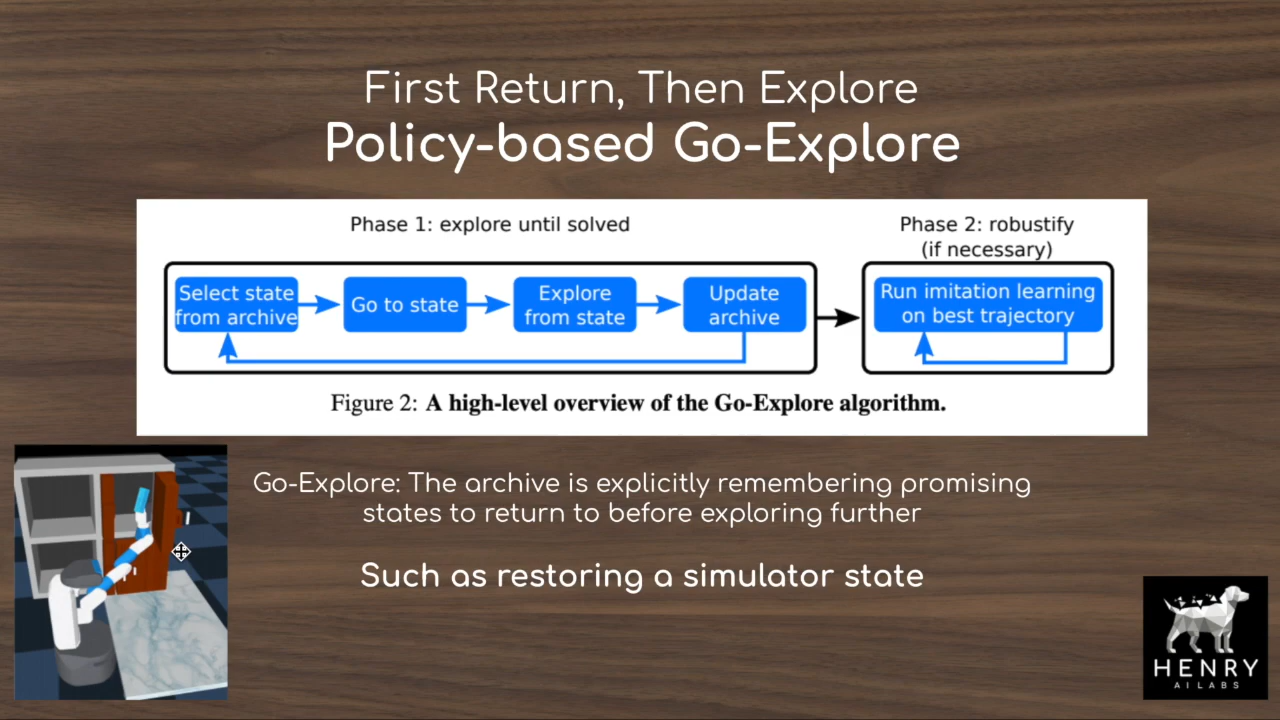 First Return, Then Explore
Policy-based Go-Explore
Phase 1: explore until solved
Phase 2: robustify
(if necessary)
Select state
from archive
Go to state
Explore
from state
Update
archive
Run imitation learning
on best trajectory
Figure 2: A high-level overview of the Go-Explore algorithm.
Go-Explore: The archive is explicitly remembering promising
states to return to before exploring further
Such as restoring a simulator state
HENRY
AI LABS